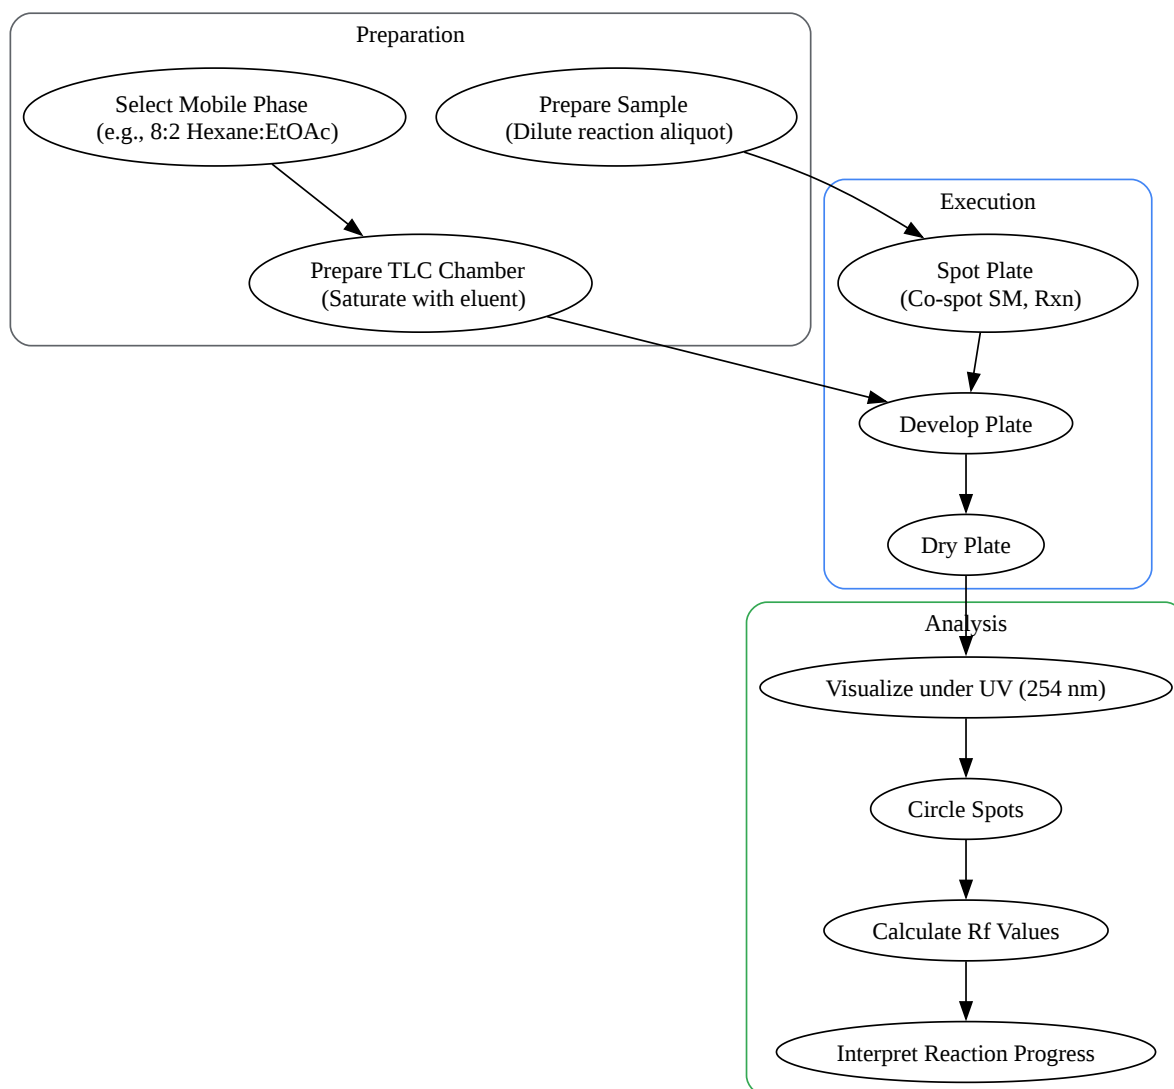 Preparation
Select Mobile Phase
(e.g., 8:2 Hexane:EtOAc)
Prepare Sample
(Dilute reaction aliquot)
Prepare TLC Chamber
(Saturate with eluent)
Execution
Spot Plate
(Co-spot SM, Rxn)
Develop Plate
Dry Plate
Analysis
Visualize under UV (254 nm)
Circle Spots
Calculate Rf Values
Interpret Reaction Progress